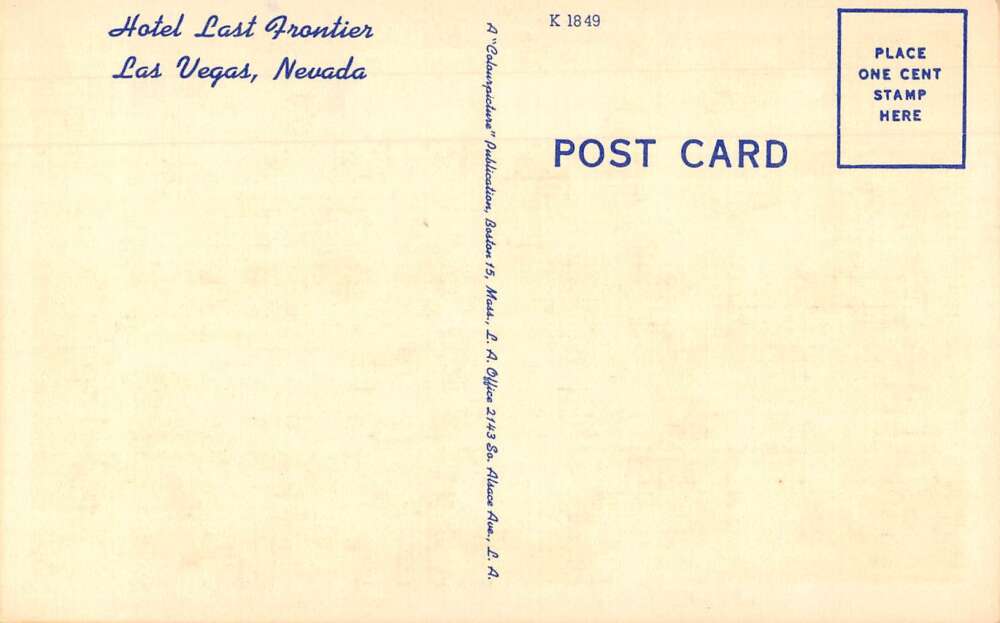 Hotel Last Frontier
Las Vegas, Nevada
A "Colourpicture" Publication, Boston 15, Mass., L. A. Office 2143 So. Alsace Ave., L. A.
K 1849
POST CARD
PLACE
ONE CENT
STAMP
HERE